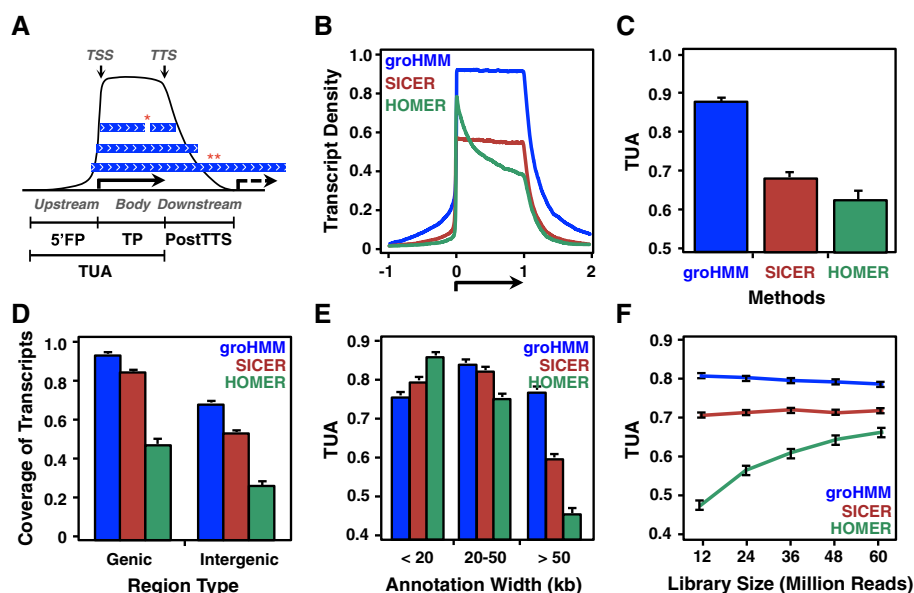 A
TSS
TTS
*
**
Upstream
Body
Downstream
5'FP
TP
PostTTS
TUA
B
Transcript Density
1.0
0.8
0.6
0.4
0.2
0
groHMM
SICER
HOMER
-1
0
1
2
C
TUA
0.9
0.8
0.7
0.6
0.5
groHMM
SICER
HOMER
Methods
D
Coverage of Transcripts
1.0
0.8
0.6
0.4
0.2
0
groHMM
SICER
HOMER
Genic
Intergenic
Region Type
E
TUA
0.9
0.8
0.7
0.6
0.5
0.4
groHMM
SICER
HOMER
< 20
20-50
> 50
Annotation Width (kb)
F
TUA
0.9
0.8
0.7
0.6
0.5
0.4
groHMM
SICER
HOMER
12
24
36
48
60
Library Size (Million Reads)